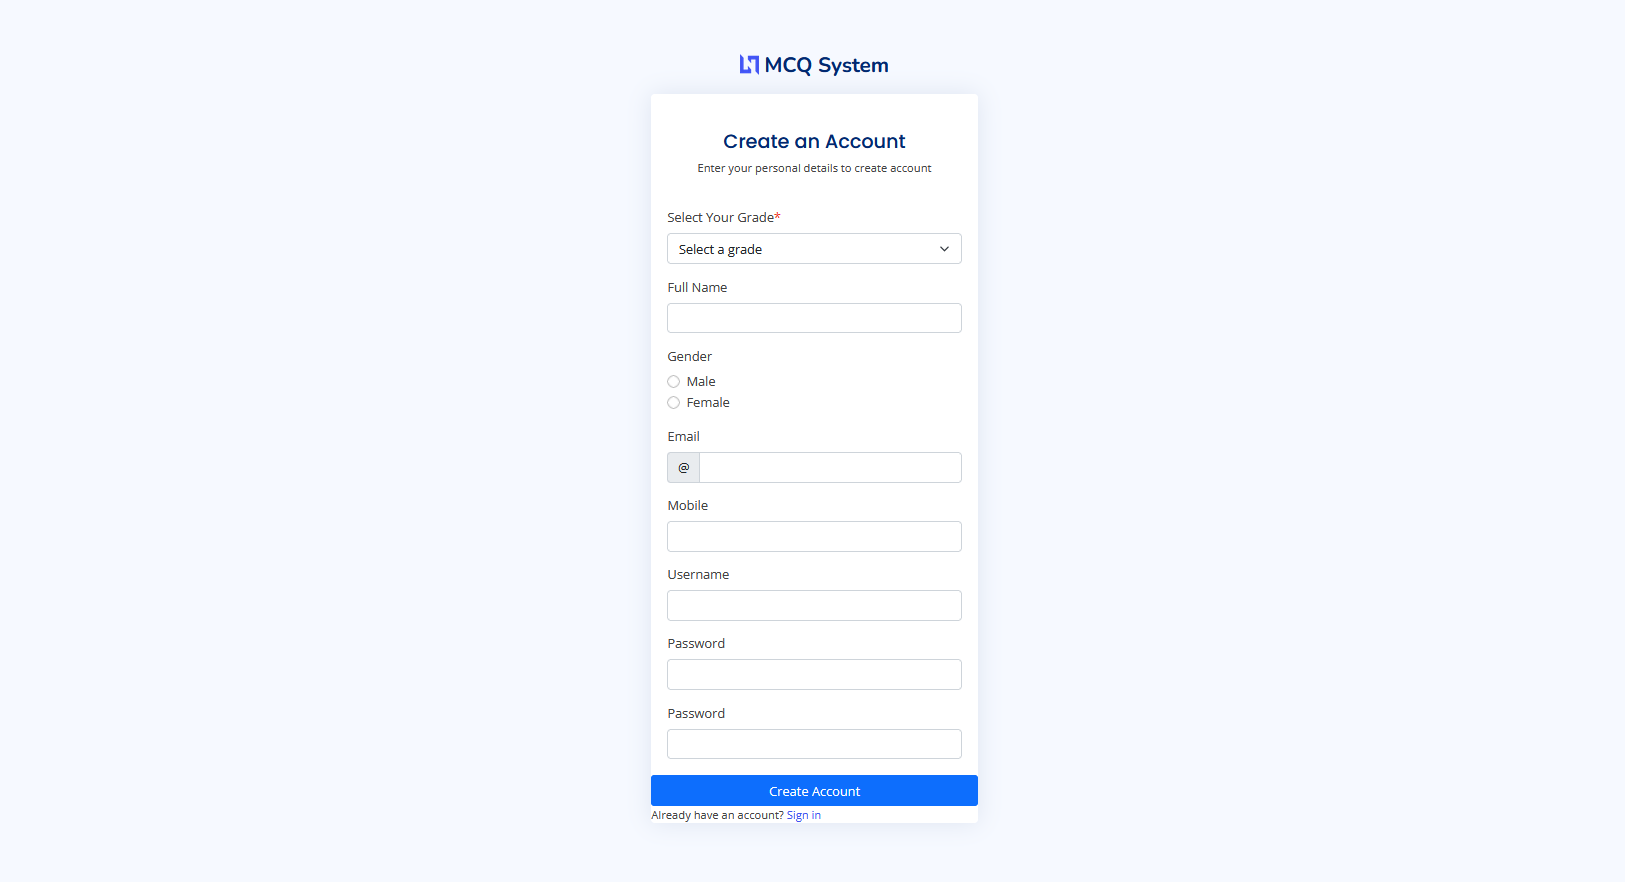 MCQ System
Create an Account
Enter your personal details to create account
Select Your Grade*
Select a grade
Full Name
Gender
Male
Female
Email
@
Mobile
Username
Password
Password
Create Account
Already have an account? Sign in